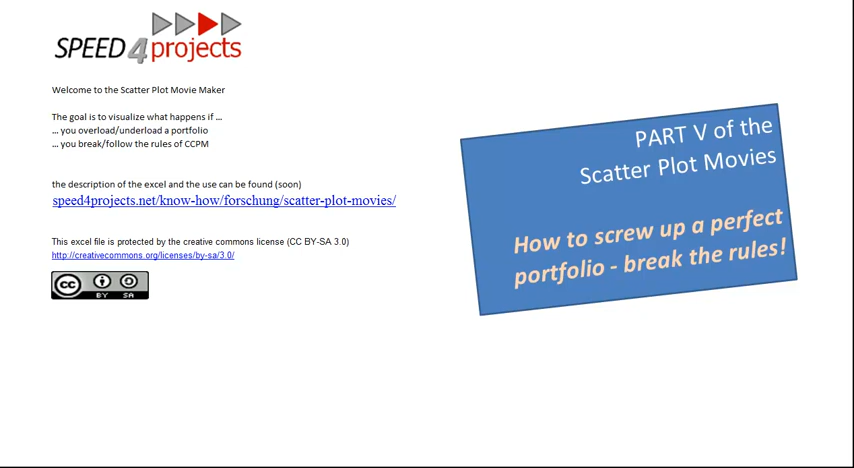 SPEED4projects
Welcome to the Scatter Plot Movie Maker
The goal is to visualize what happens if ...
... you overload/underload a portfolio
... you break/follow the rules of CCPM
the description of the excel and the use can be found (soon)
speed4projects.net/know-how/forschung/scatter-plot-movies/
This excel file is protected by the creative commons license (CC BY-SA 3.0)
http://creativecommons.org/licenses/by-sa/3.0/
cc
BY SA
PART V of the
Scatter Plot Movies
How to screw up a perfect
portfolio - break the rules!